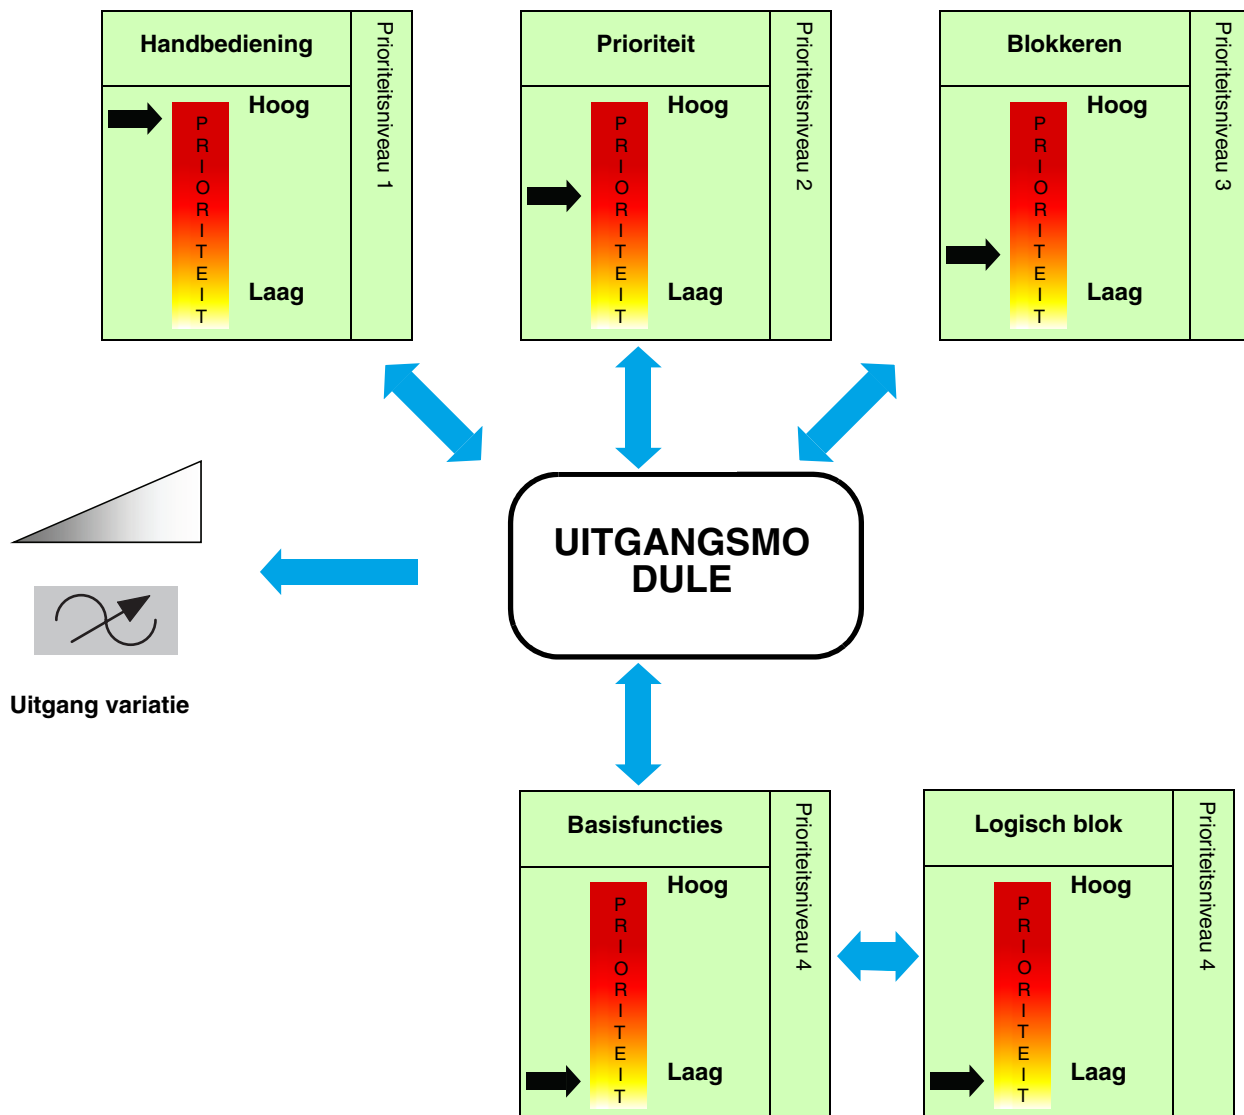 Handbediening
Prioriteitsniveau 1
Hoog
PRIORITEIT
Laag
Prioriteit
Prioriteitsniveau 2
Hoog
PRIORITEIT
Laag
Blokkeren
Prioriteitsniveau 3
Hoog
PRIORITEIT
Laag
UITGANGSMO
DULE
Uitgang variatie
Basisfuncties
Prioriteitsniveau 4
Hoog
PRIORITEIT
Laag
Logisch blok
Prioriteitsniveau 4
Hoog
PRIORITEIT
Laag